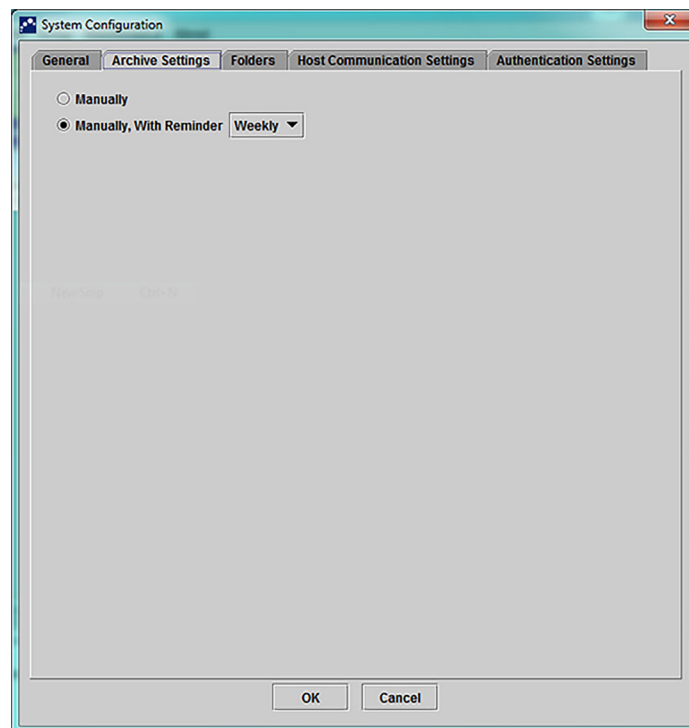 System Configuration
General Archive Settings Folders Host Communication Settings Authentication Settings
Manually
Manually, With Reminder Weekly
OK Cancel